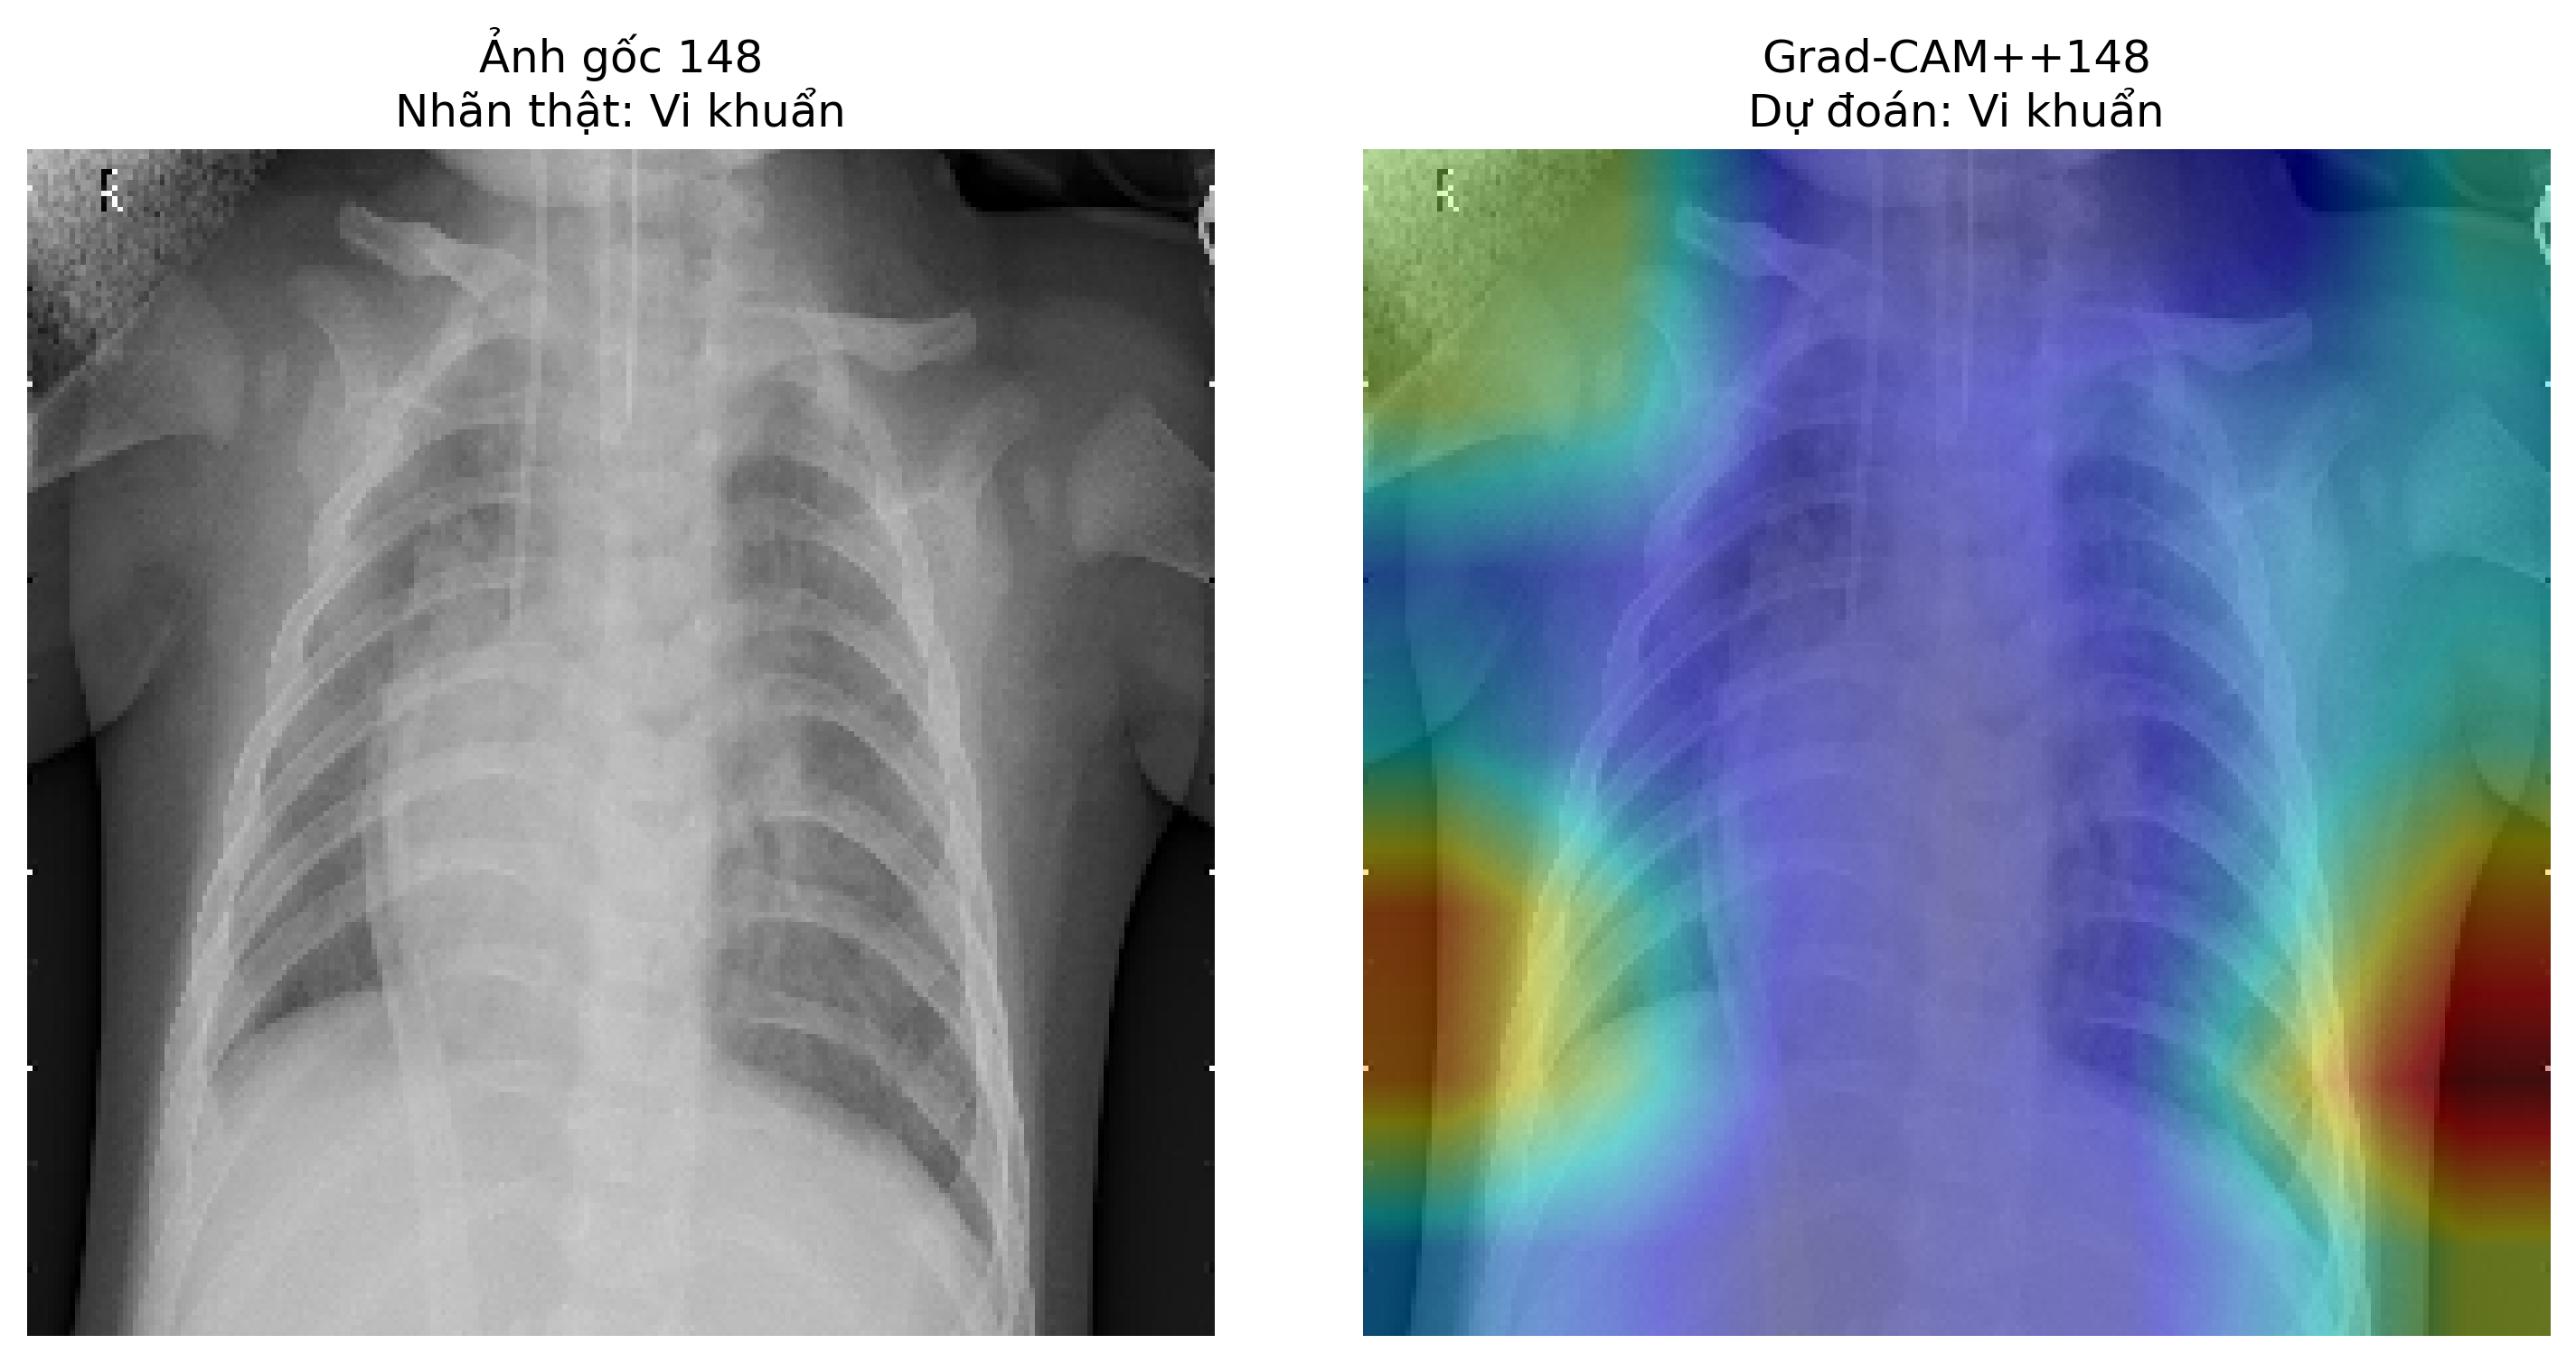 Ảnh gốc 148
Nhãn thật: Vi khuẩn
Grad-CAM++148
Dự đoán: Vi khuẩn
R
R